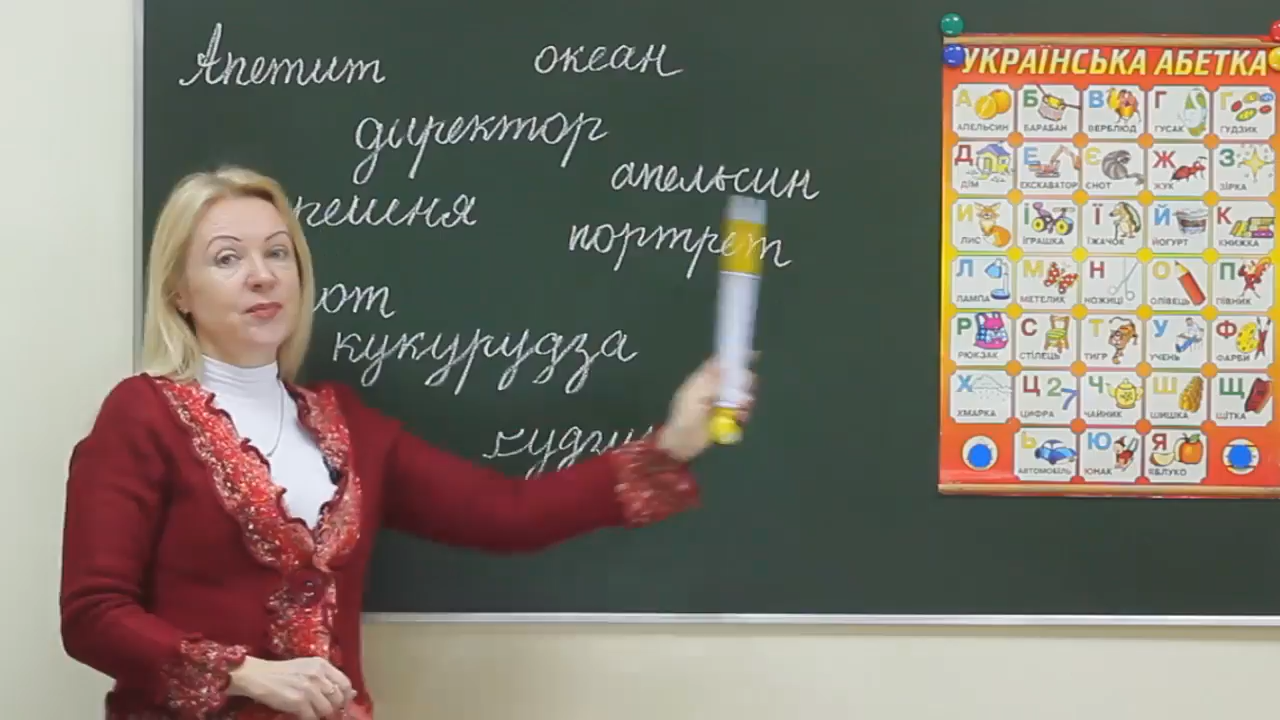 Апетит океан
директор
апельсин
портрет
кукурудза
УКРАЇНСЬКА АБЕТКА
А Б В Г Ґ
АПЕЛЬСИН БАРАБАН ВЕРБЛЮД ГУСАК ҐУДЗИК
Д Е Є Ж З
ДІМ ЕКСКАВАТОР ЄНОТ ЖУК ЗІРКА
И І Ї Й К
ЛИС ІГРАШКА ЇЖАЧОК ЙОГУРТ КНИЖКА
Л М Н О П
ЛАМПА МЕТЕЛИК НОЖИЦІ ОЛІВЕЦЬ ПІВНИК
Р С Т У Ф
РЮКЗАК СТІЛЕЦЬ ТИГР УЧЕНЬ ФАРБИ
Х Ц 27 Ч Ш Щ
ХМАРКА ЦИФРА ЧАЙНИК ШИШКА ЩІТКА
Ь Ю Я
АВТОМОБІЛЬ ЮНАК ЯБЛУКО